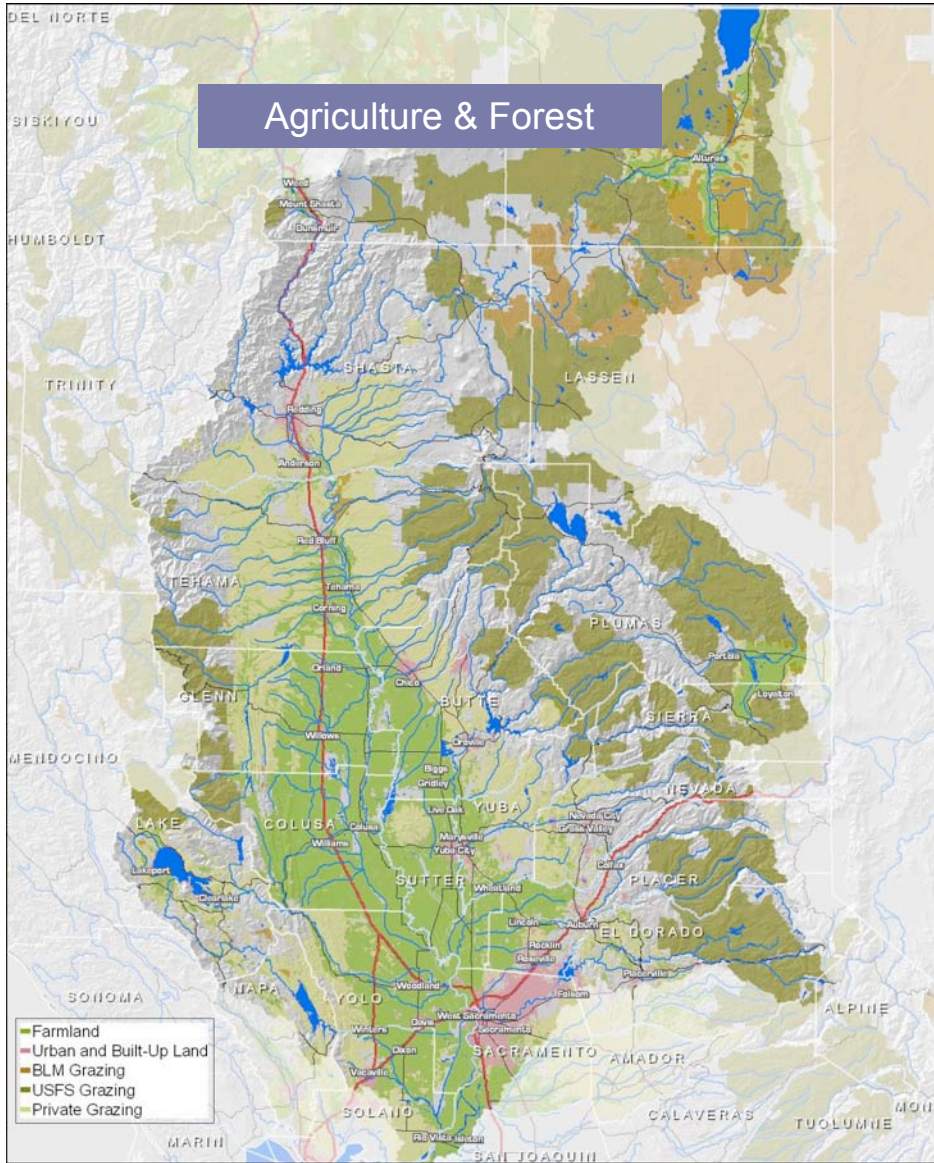 DEL NORTE
Agriculture & Forest
SISKIYOU
Alturas
Weed
Mount Shasta
Dunsmuir
HUMBOLDT
SHASTA
TRINITY
LASSEN
Redding
Anderson
Red Bluff
TEHAMA
Tehama
Corning
PLUMAS
Portola
Orland
Chico
Loyalton
GLENN
BUTTE
SIERRA
Willows
Oroville
MENDOCINO
Biggs
Gridley
NEVADA
Live Oak
YUBA
Nevada City
Grass Valley
LAKE
COLUSA
Colusa
Marysville
Yuba City
Williams
Colfax
Lakeport
SUTTER
PLACER
Clearlake
Wheatland
Lincoln
Auburn
EL DORADO
Rocklin
Roseville
Placerville
NAPA
Woodland
SONOMA
YOLO
Folsom
ALPINE
West Sacramento
Winters
Davis
Sacramento
Dixon
SACRAMENTO
AMADOR
Vacaville
Farmland
Urban and Built-Up Land
BLM Grazing
USFS Grazing
Private Grazing
SOLANO
CALAVERAS
MON
TUOLUMNE
Rio Vista
Isleton
MARIN
SAN JOAQUIN